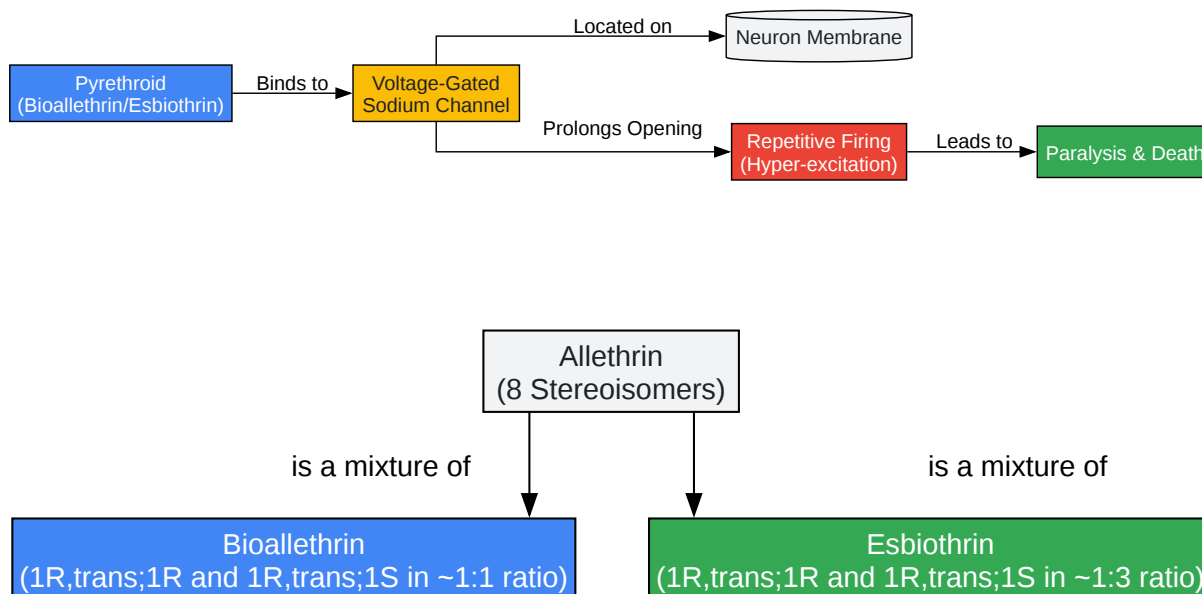 Located on
Neuron Membrane
Pyrethroid
(Bioallethrin/Esbiothrin)
Binds to
Voltage-Gated
Sodium Channel
Prolongs Opening
Repetitive Firing
(Hyper-excitation)
Leads to
Paralysis & Death
Allethrin
(8 Stereoisomers)
is a mixture of
is a mixture of
Bioallethrin
(1R,trans;1R and 1R,trans;1S in ~1:1 ratio)
Esbiothrin
(1R,trans;1R and 1R,trans;1S in ~1:3 ratio)